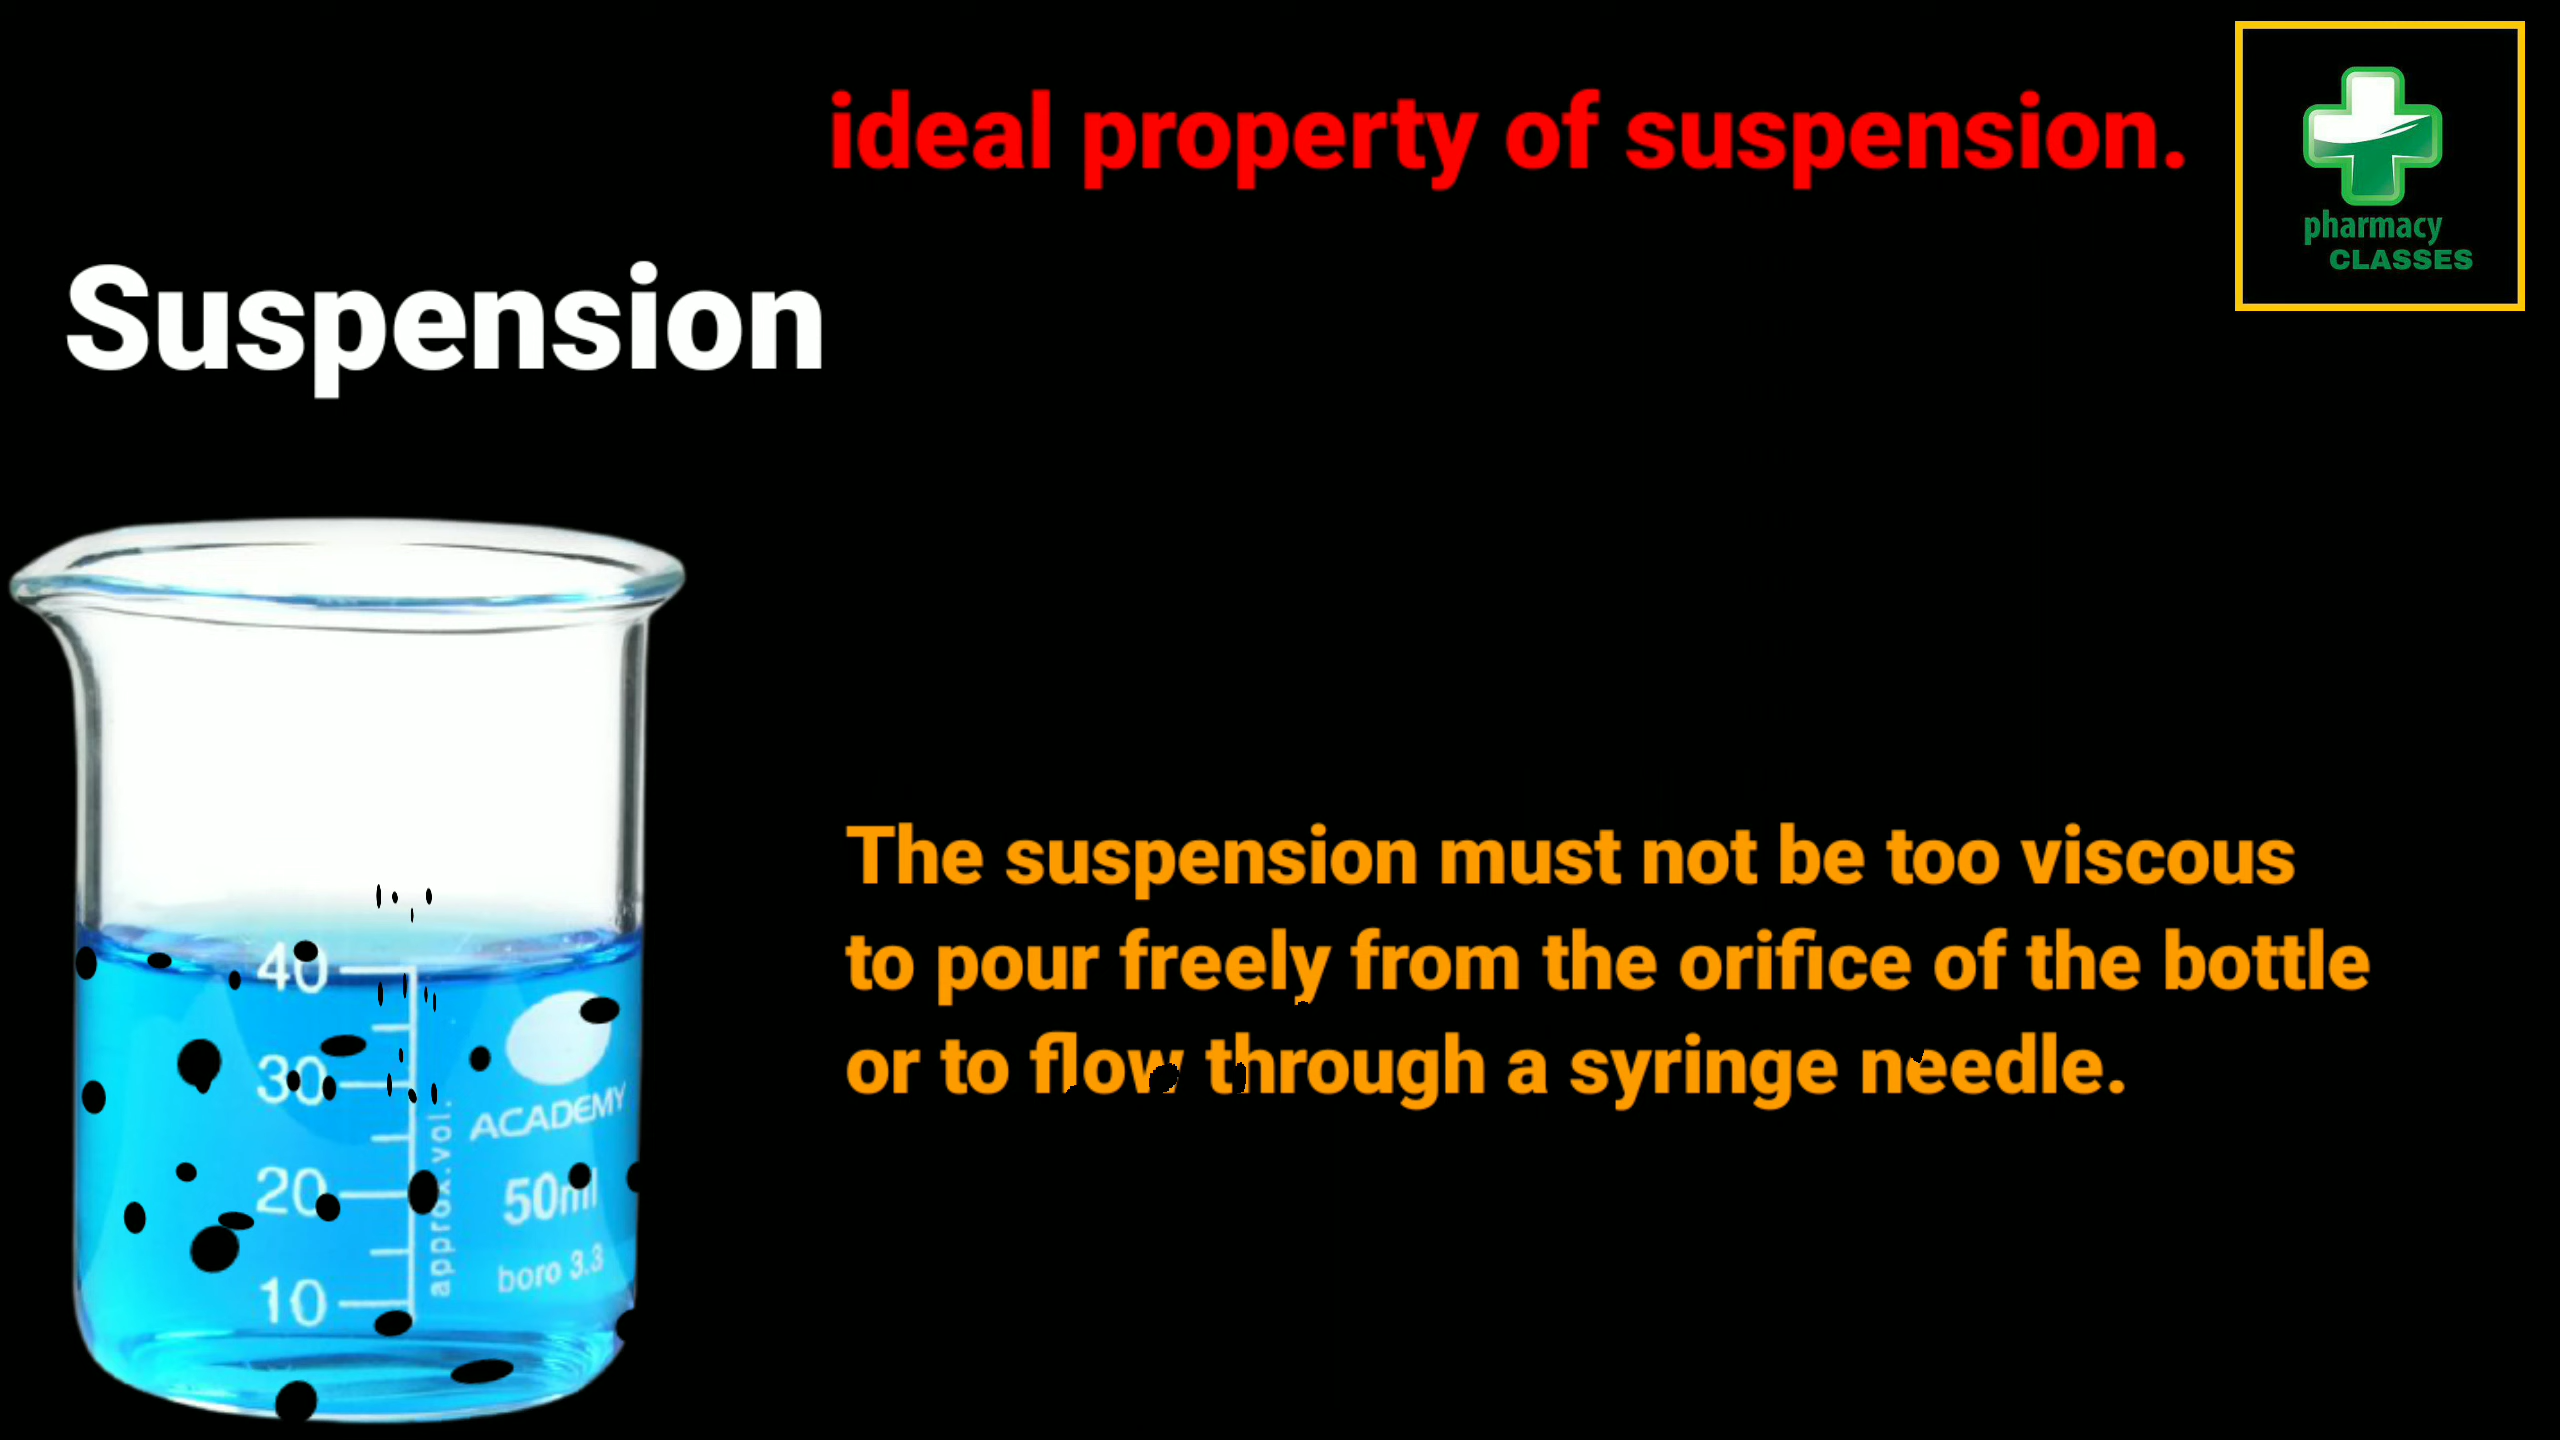 ideal property of suspension.
pharmacy
CLASSES
Suspension
The suspension must not be too viscous
to pour freely from the orifice of the bottle
or to flow through a syringe needle.
40
30
20
10
approx.vol.
ACADEMY
50ml
boro 3.3